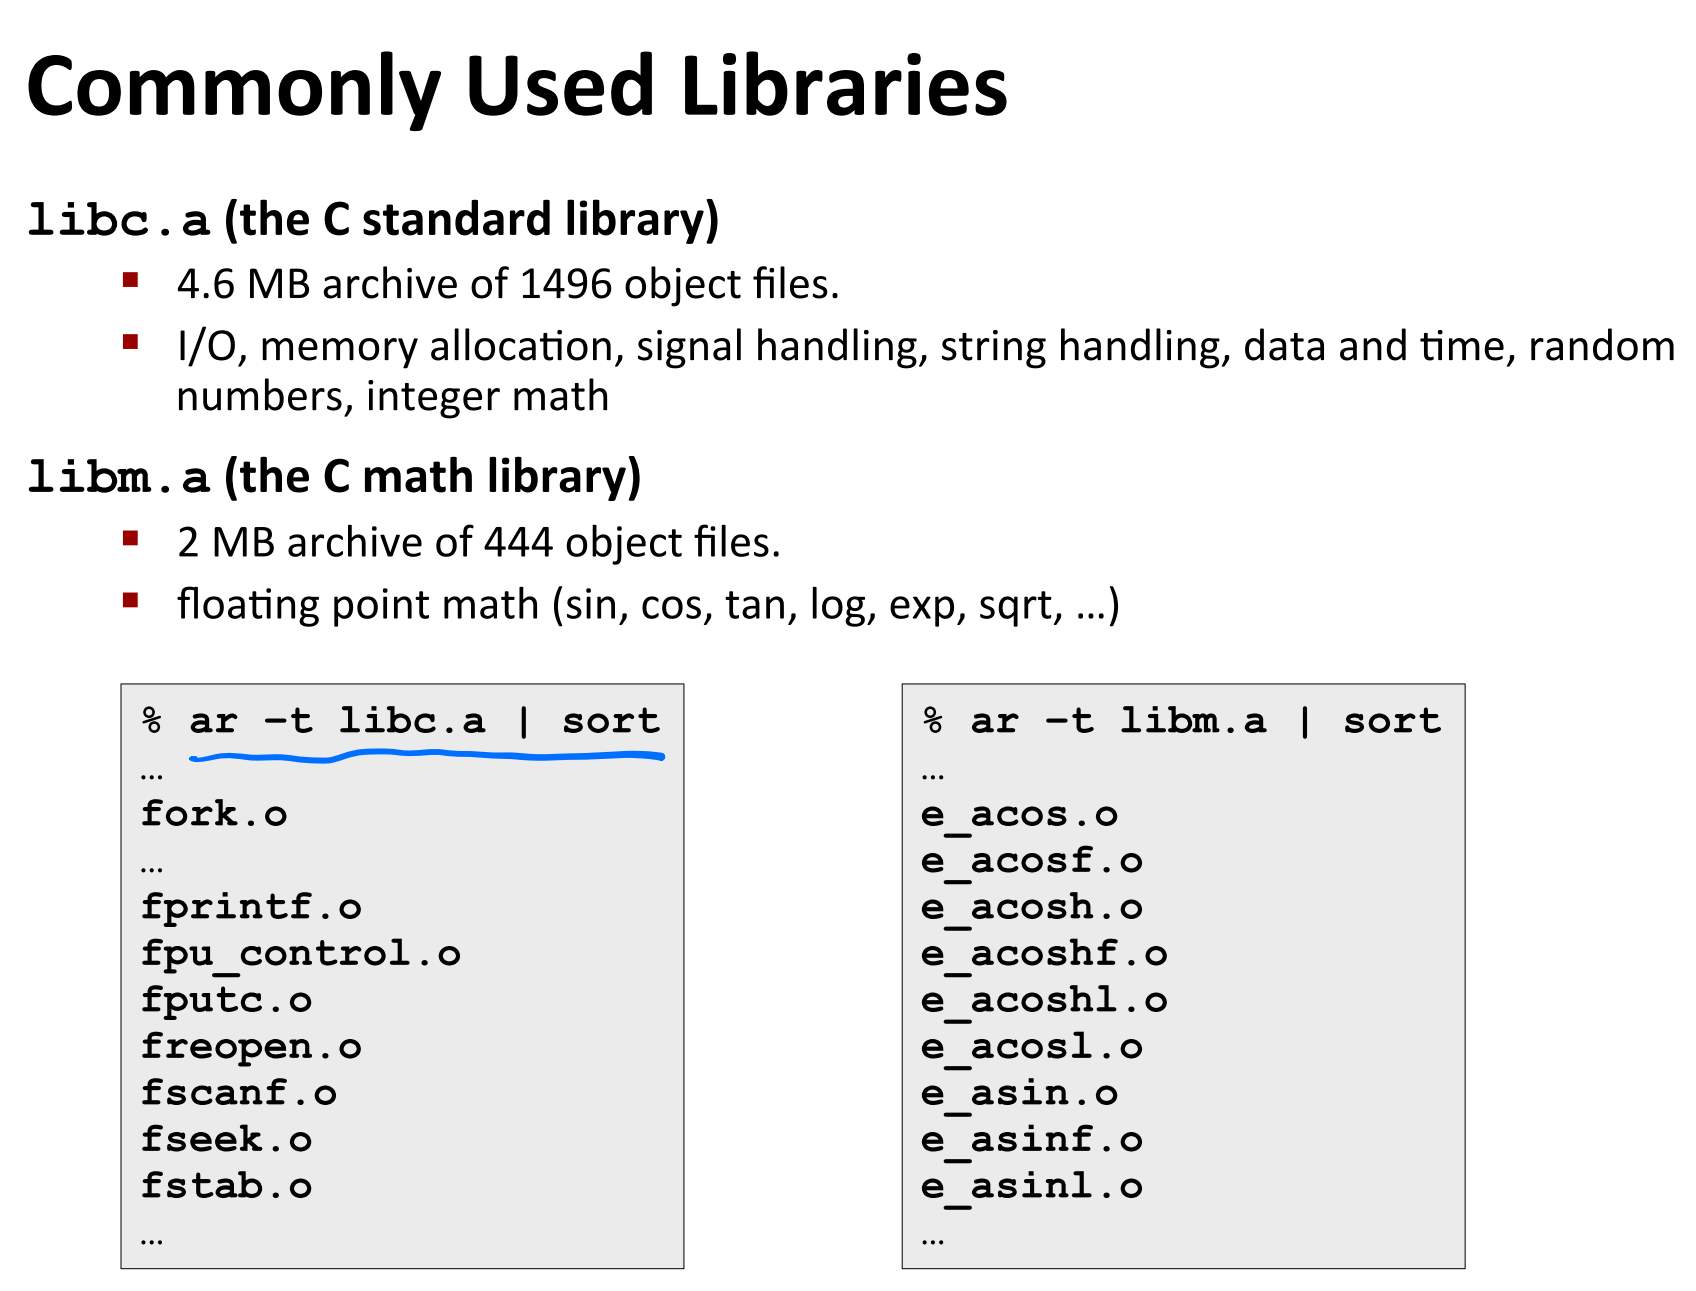 Commonly Used Libraries
libc.a (the C standard library)
▪ 4.6 MB archive of 1496 object files.
▪ I/O, memory allocation, signal handling, string handling, data and time, random
numbers, integer math
libm.a (the C math library)
▪ 2 MB archive of 444 object files.
▪ floating point math (sin, cos, tan, log, exp, sqrt, …)
% ar –t libc.a | sort
…
fork.o
…
fprintf.o
fpu_control.o
fputc.o
freopen.o
fscanf.o
fseek.o
fstab.o
…
% ar –t libm.a | sort
…
e_acos.o
e_acosf.o
e_acosh.o
e_acoshf.o
e_acoshl.o
e_acosl.o
e_asin.o
e_asinf.o
e_asinl.o
…